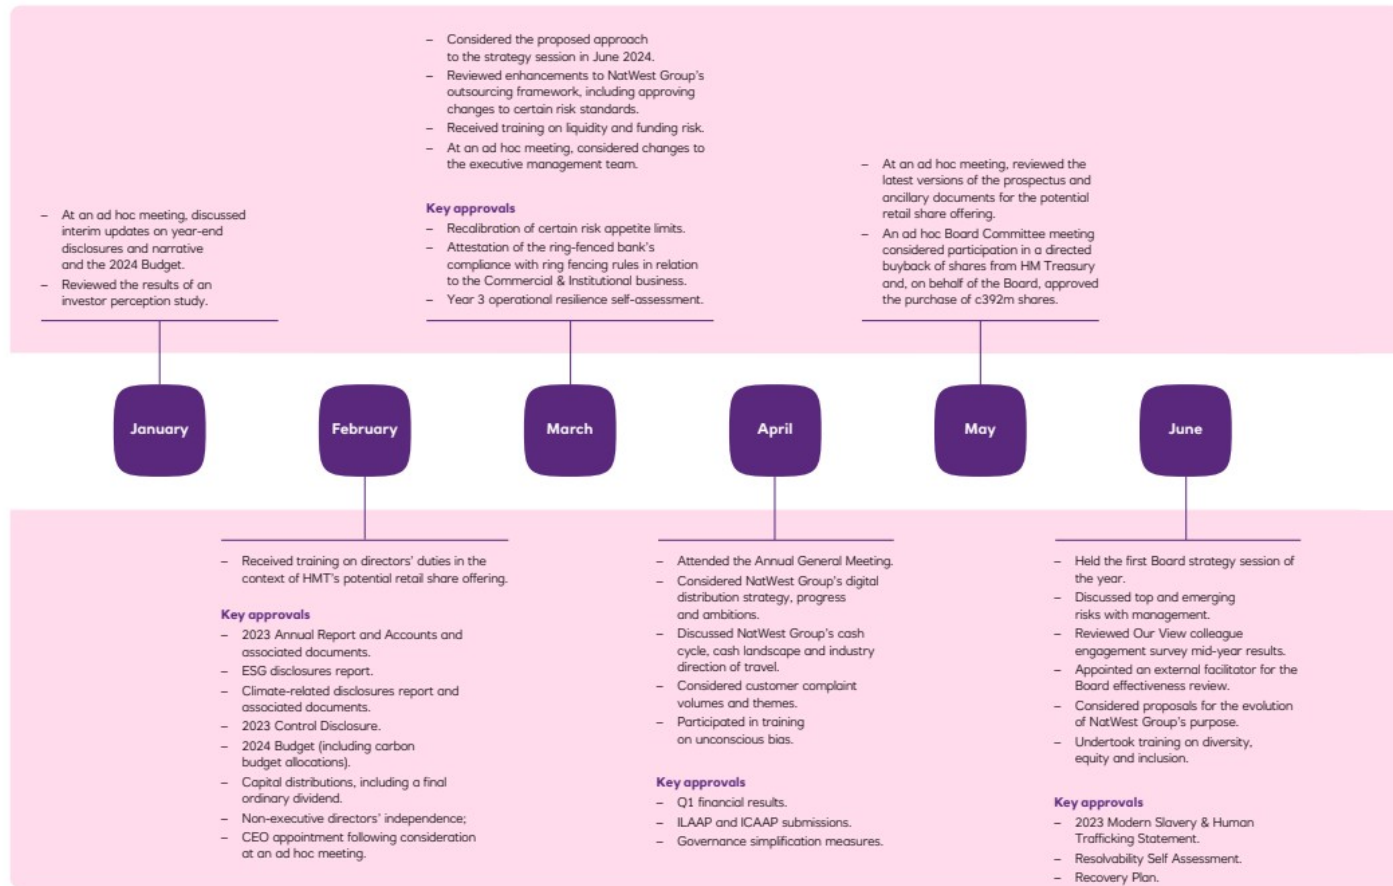 – Considered the proposed approach
to the strategy session in June 2024.
– Reviewed enhancements to NatWest Group's
outsourcing framework, including approving
changes to certain risk standards.
– Received training on liquidity and funding risk.
– At an ad hoc meeting, considered changes to
the executive management team.
Key approvals
– Recalibration of certain risk appetite limits.
– Attestation of the ring-fenced bank's
compliance with ring fencing rules in relation
to the Commercial & Institutional business.
– Year 3 operational resilience self-assessment.
– At an ad hoc meeting, discussed
interim updates on year-end
disclosures and narrative
and the 2024 Budget.
– Reviewed the results of an
investor perception study.
– At an ad hoc meeting, reviewed the
latest versions of the prospectus and
ancillary documents for the potential
retail share offering.
– An ad hoc Board Committee meeting
considered participation in a directed
buyback of shares from HM Treasury
and, on behalf of the Board, approved
the purchase of c392m shares.
January
February
March
April
May
June
– Received training on directors' duties in the
context of HMT's potential retail share offering.
Key approvals
– 2023 Annual Report and Accounts and
associated documents.
– ESG disclosures report.
– Climate-related disclosures report and
associated documents.
– 2023 Control Disclosure.
– 2024 Budget (including carbon
budget allocations).
– Capital distributions, including a final
ordinary dividend.
– Non-executive directors' independence;
– CEO appointment following consideration
at an ad hoc meeting.
– Attended the Annual General Meeting.
– Considered NatWest Group's digital
distribution strategy, progress
and ambitions.
– Discussed NatWest Group's cash
cycle, cash landscape and industry
direction of travel.
– Considered customer complaint
volumes and themes.
– Participated in training
on unconscious bias.
Key approvals
– Q1 financial results.
– ILAAP and ICAAP submissions.
– Governance simplification measures.
– Held the first Board strategy session of
the year.
– Discussed top and emerging
risks with management.
– Reviewed Our View colleague
engagement survey mid-year results.
– Appointed an external facilitator for the
Board effectiveness review.
– Considered proposals for the evolution
of NatWest Group's purpose.
– Undertook training on diversity,
equity and inclusion.
Key approvals
– 2023 Modern Slavery & Human
Trafficking Statement.
– Resolvability Self Assessment.
– Recovery Plan.